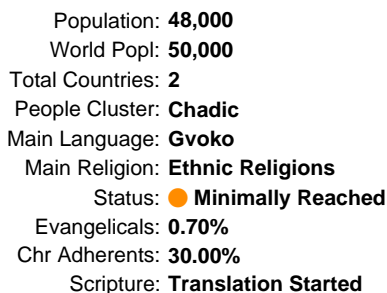 Population: 48,000
World Popl: 50,000
Total Countries: 2
People Cluster: Chadic
Main Language: Gvoko
Main Religion: Ethnic Religions
Status: Minimally Reached
Evangelicals: 0.70%
Chr Adherents: 30.00%
Scripture: Translation Started